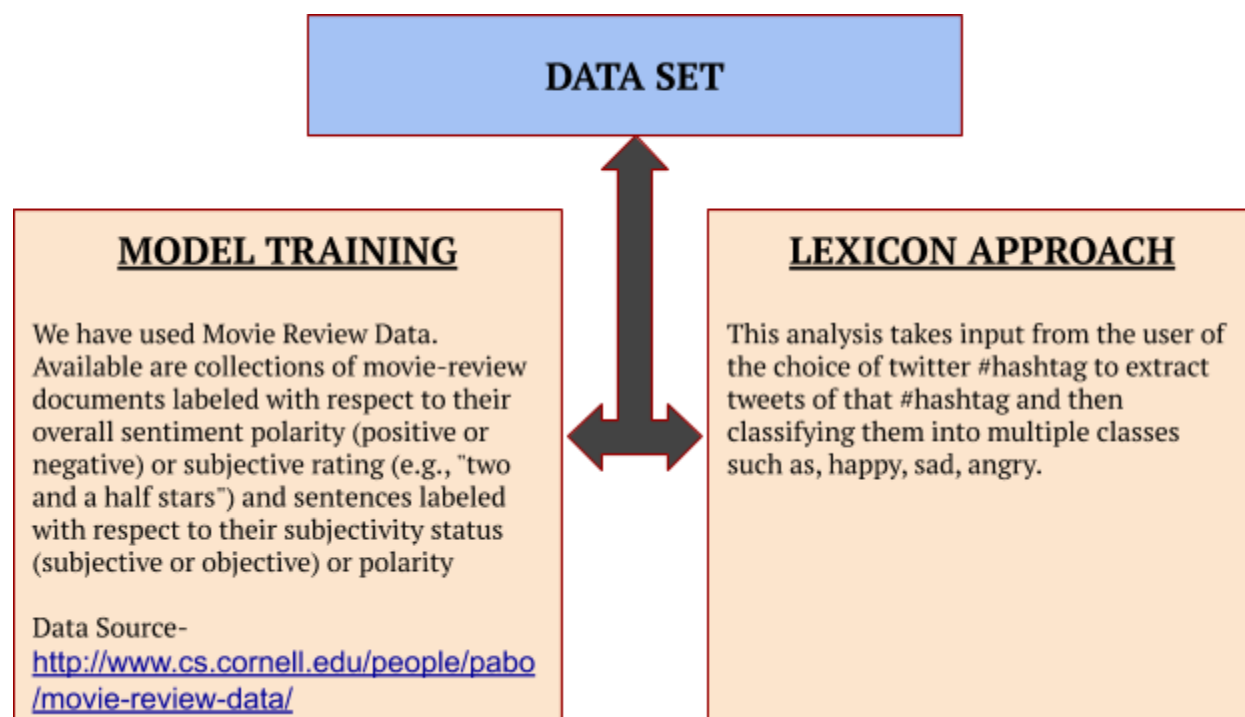 DATA SET
MODEL TRAINING
We have used Movie Review Data.
Available are collections of movie-review
documents labeled with respect to their
overall sentiment polarity (positive or
negative) or subjective rating (e.g., "two
and a half stars") and sentences labeled
with respect to their subjectivity status
(subjective or objective) or polarity
Data Source-
http://www.cs.cornell.edu/people/pabo
/movie-review-data/
LEXICON APPROACH
This analysis takes input from the user of
the choice of twitter #hashtag to extract
tweets of that #hashtag and then
classifying them into multiple classes
such as, happy, sad, angry.